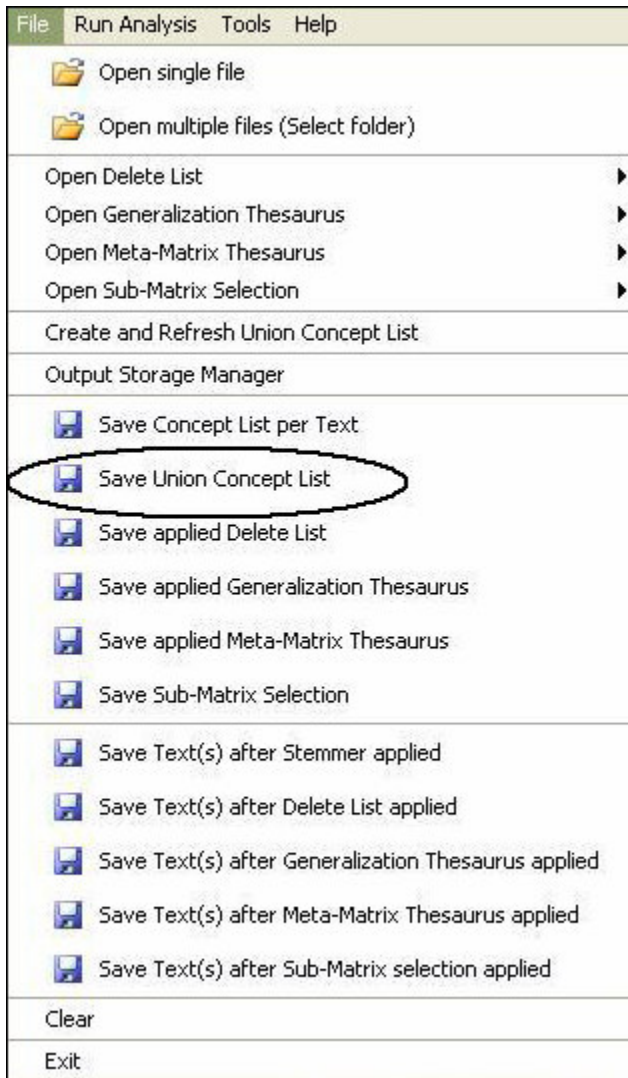 File Run Analysis Tools Help
Open single file
Open multiple files (Select folder)
Open Delete List
Open Generalization Thesaurus
Open Meta-Matrix Thesaurus
Open Sub-Matrix Selection
Create and Refresh Union Concept List
Output Storage Manager
Save Concept List per Text
Save Union Concept List
Save applied Delete List
Save applied Generalization Thesaurus
Save applied Meta-Matrix Thesaurus
Save Sub-Matrix Selection
Save Text(s) after Stemmer applied
Save Text(s) after Delete List applied
Save Text(s) after Generalization Thesaurus applied
Save Text(s) after Meta-Matrix Thesaurus applied
Save Text(s) after Sub-Matrix selection applied
Clear
Exit